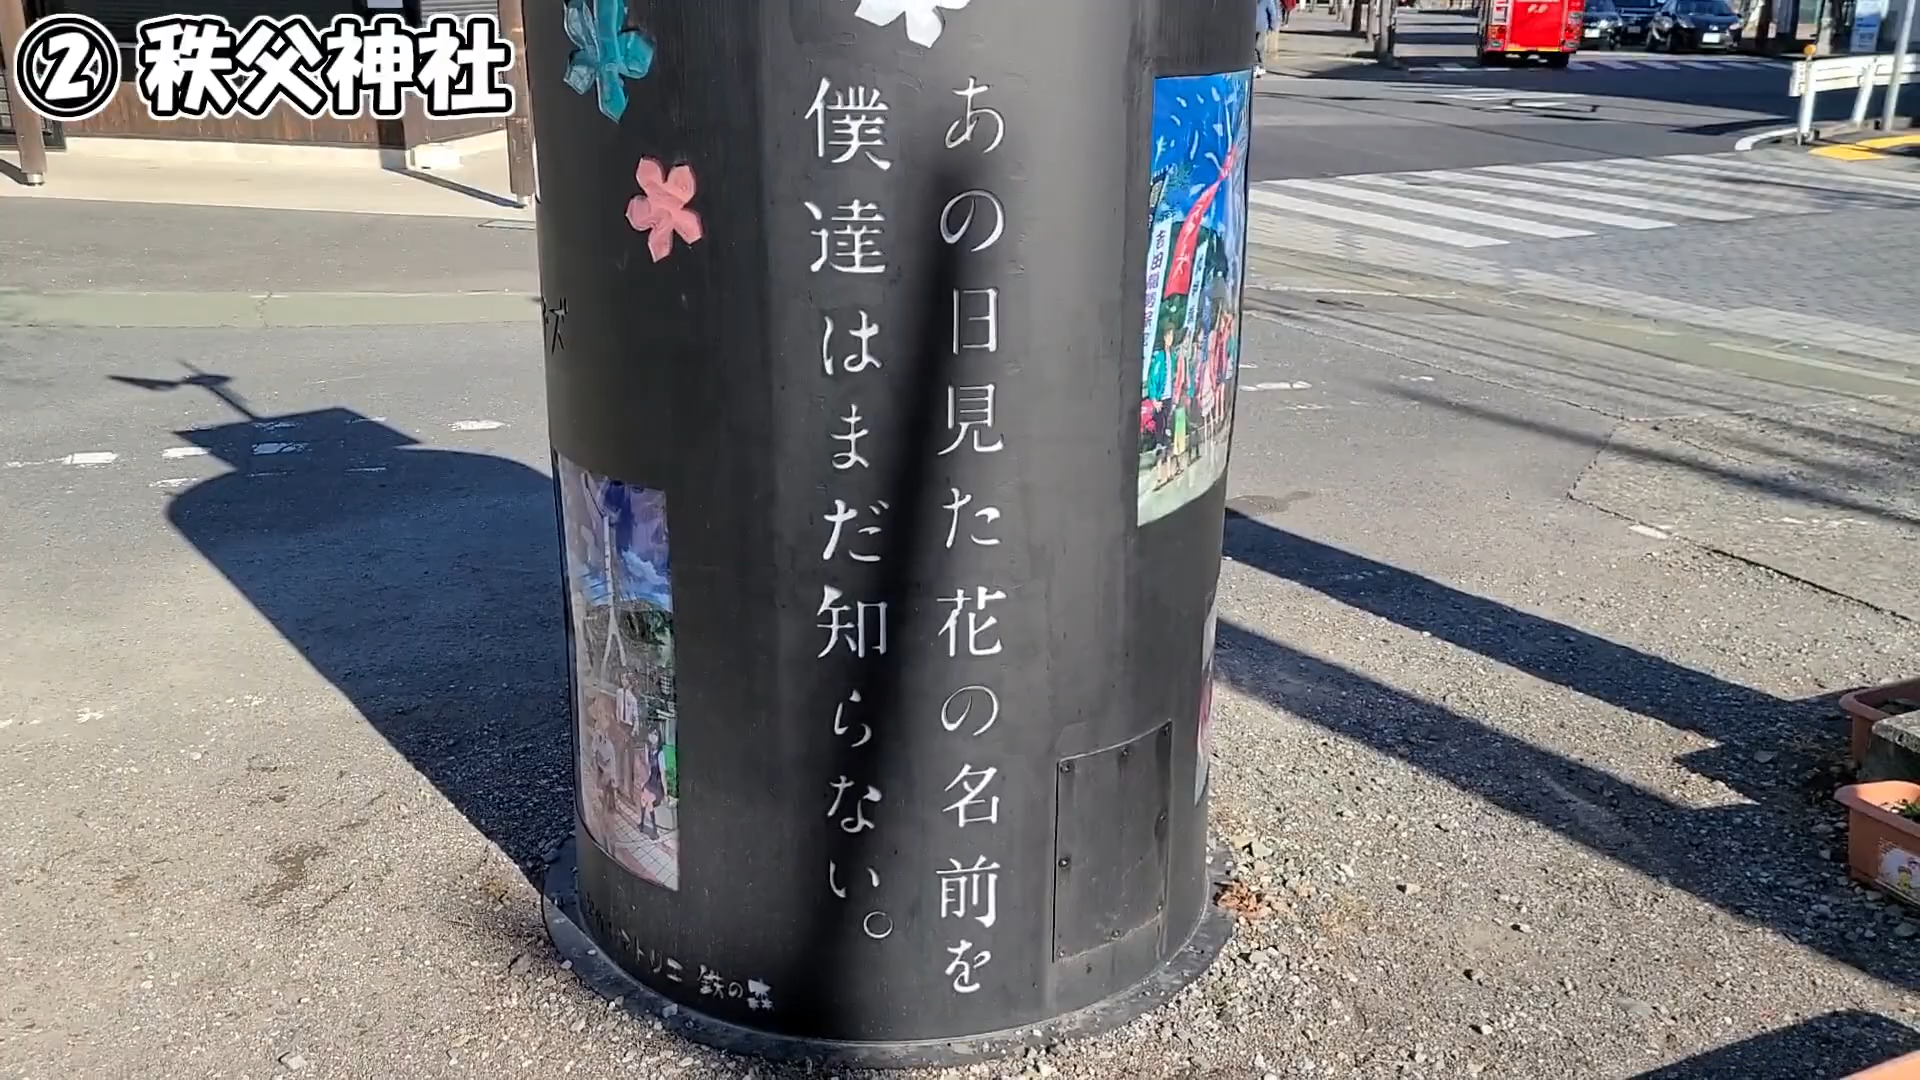 ② 秩父神社
あの日見た花の名前を
僕達はまだ知らない。
鉄の森